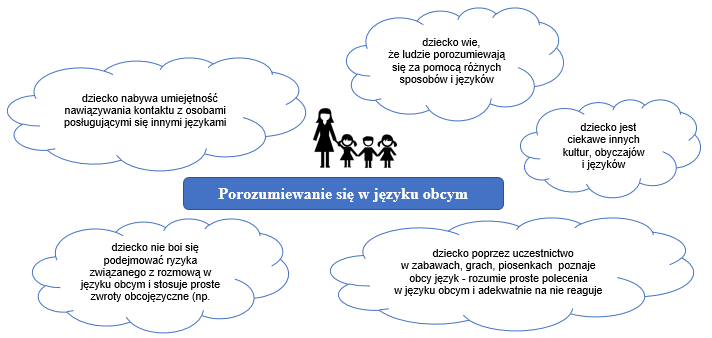 dziecko wie,
że ludzie porozumiewają
się za pomocą różnych
sposobów i języków
dziecko nabywa umiejętność
nawiązywania kontaktu z osobami
posługującymi się innymi językami
dziecko jest
ciekawe innych
kultur, obyczajów
i języków
Porozumiewanie się w języku obcym
dziecko nie boi się
podejmować ryzyka
związanego z rozmową w
języku obcym i stosuje proste
zwroty obcojęzyczne (np.
dziecko poprzez uczestnictwo
w zabawach, grach, piosenkach poznaje
obcy język - rozumie proste polecenia
w języku obcym i adekwatnie na nie reaguje